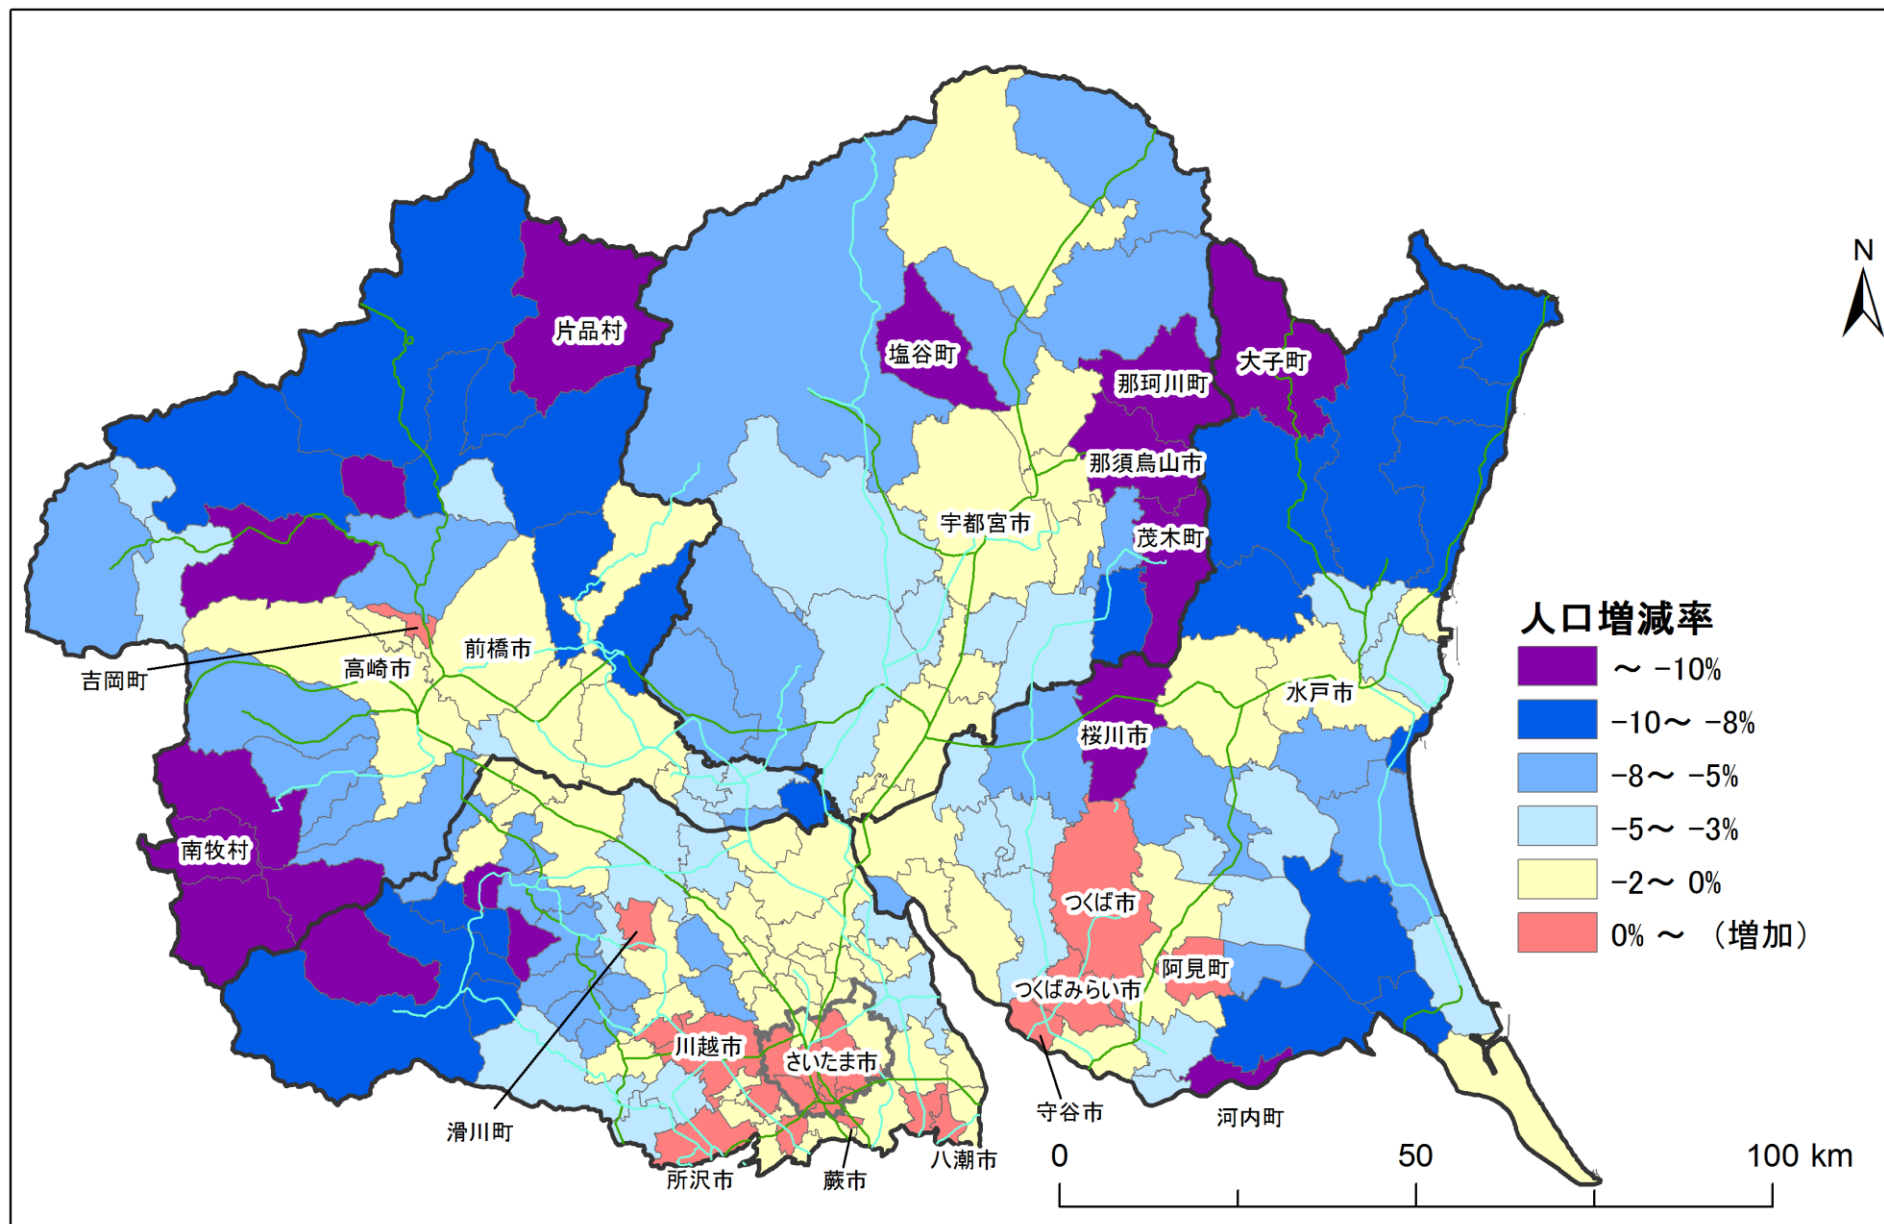 N
片品村
塩谷町
大子町
那珂川町
那須烏山市
宇都宮市
茂木町
人口増減率
～ -10%
-10～ -8%
-8～ -5%
-5～ -3%
-2～ 0%
0% ～ （増加）
前橋市
高崎市
吉岡町
水戸市
桜川市
南牧村
つくば市
阿見町
つくばみらい市
川越市
さいたま市
守谷市
河内町
滑川町
所沢市
蕨市
八潮市
0 50 100 km